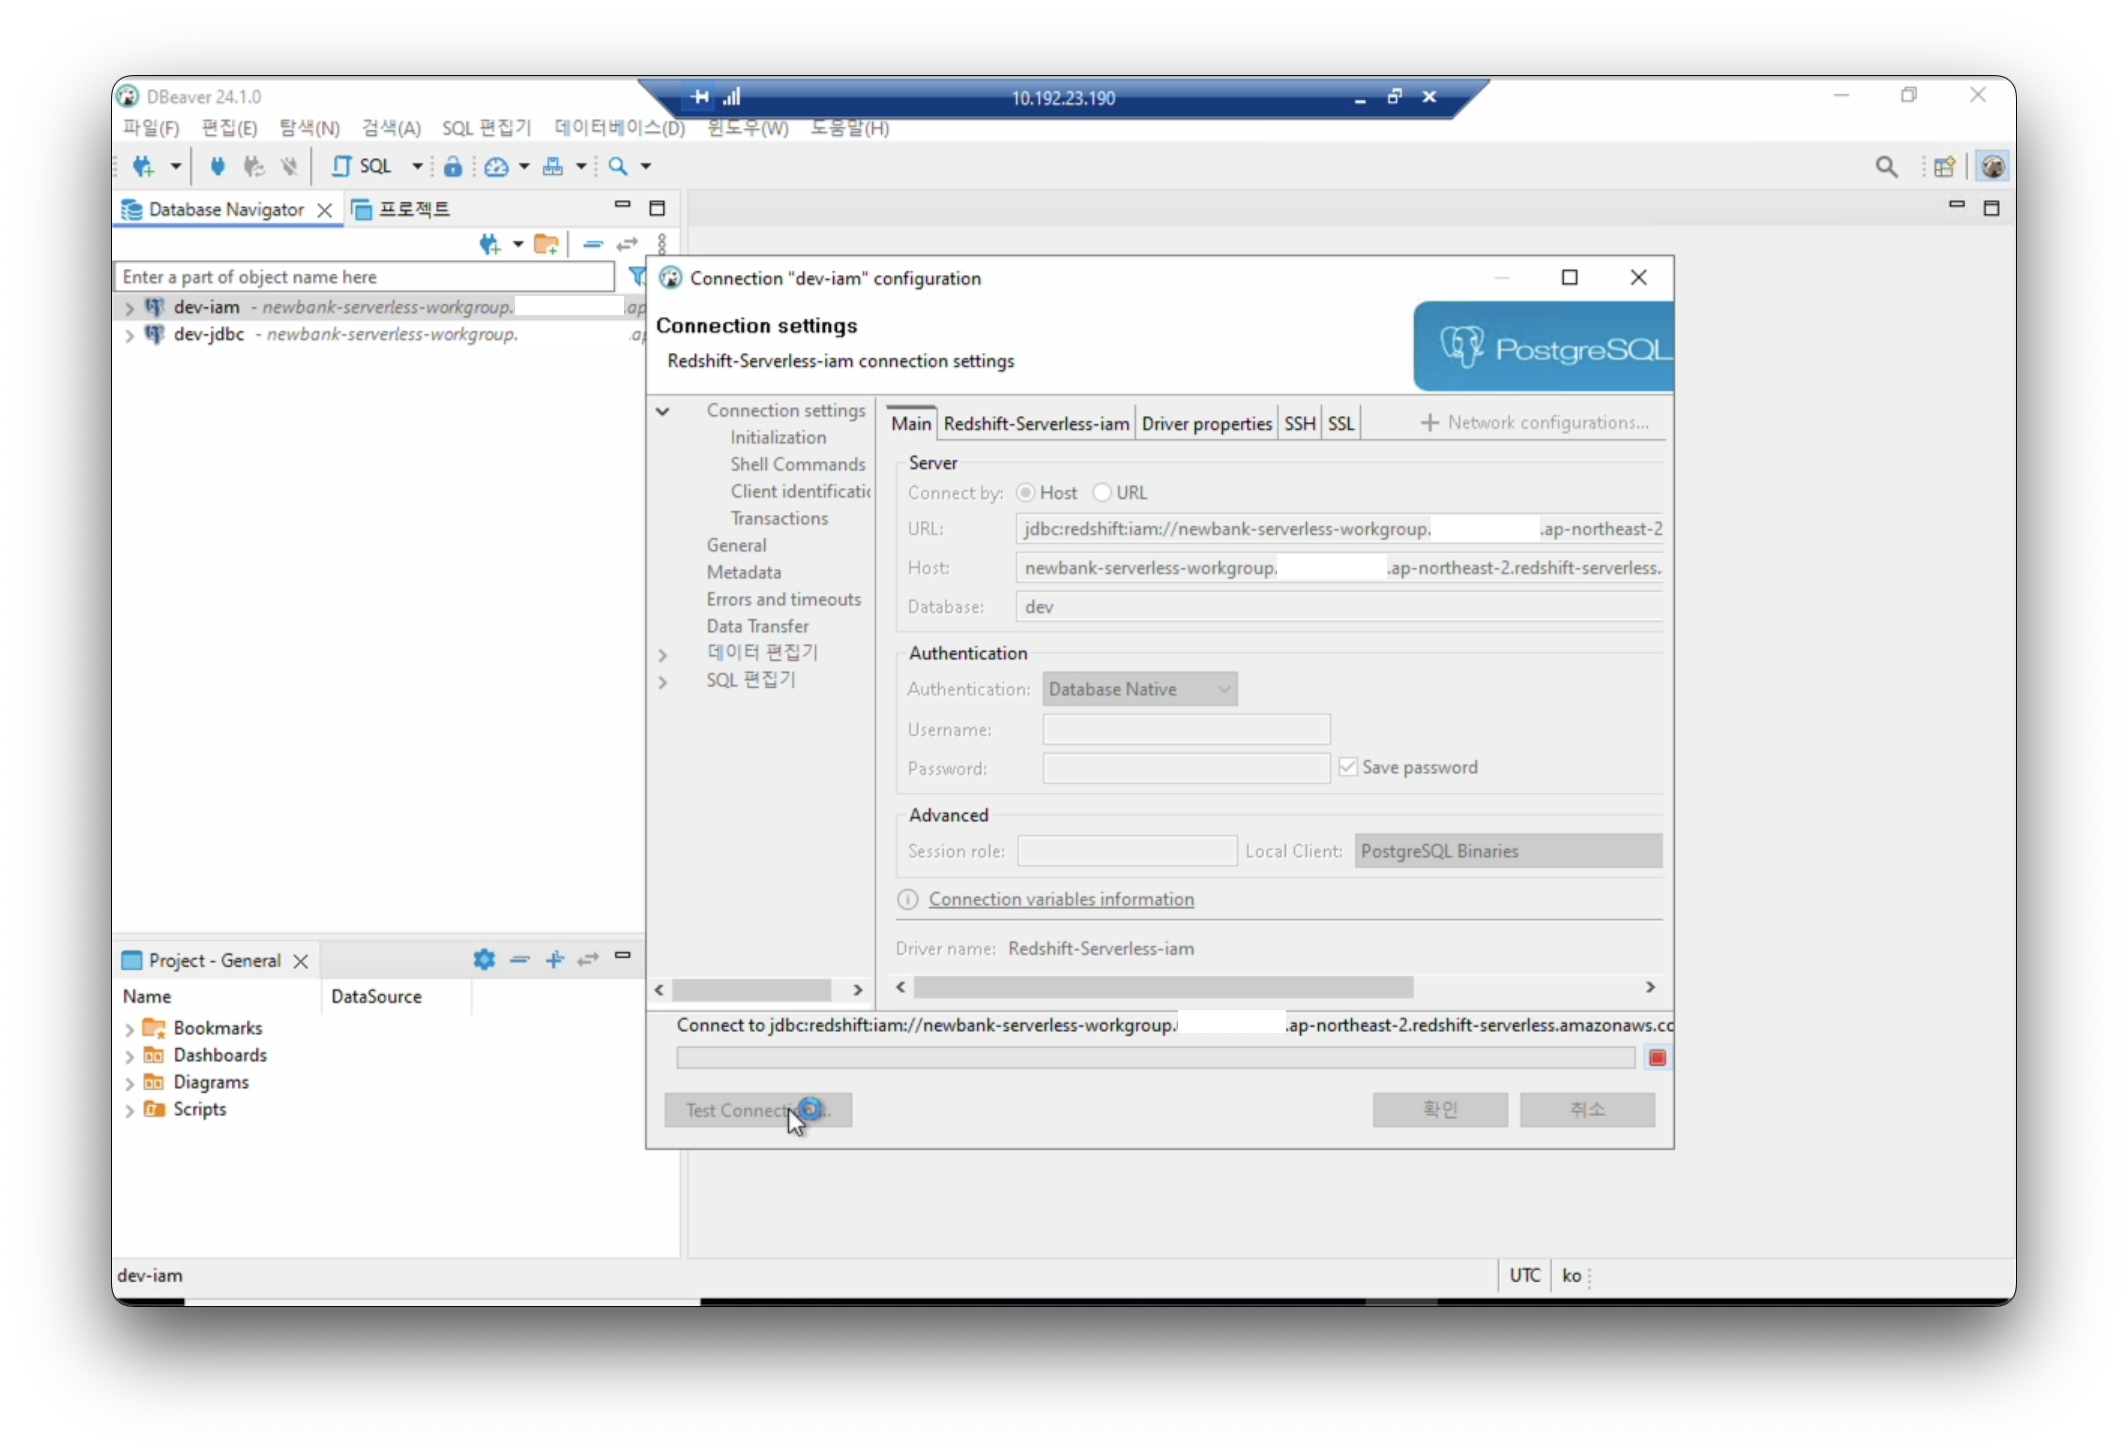 DBeaver 24.1.0
10.192.23.190
파일(F) 편집(E) 탐색(N) 검색(A) SQL 편집기 데이터베이스(D) 윈도우(W) 도움말(H)
SQL
Database Navigator
프로젝트
Enter a part of object name here
dev-iam - newbank-serverless-workgroup. .ap
dev-jdbc - newbank-serverless-workgroup. .ap
Connection "dev-iam" configuration
Connection settings
Redshift-Serverless-iam connection settings
PostgreSQL
Connection settings
Initialization
Shell Commands
Client identificatic
Transactions
General
Metadata
Errors and timeouts
Data Transfer
데이터 편집기
SQL 편집기
Main Redshift-Serverless-iam Driver properties SSH SSL
Network configurations...
Server
Connect by: Host URL
URL: jdbc:redshift:iam://newbank-serverless-workgroup. .ap-northeast-2
Host: newbank-serverless-workgroup. .ap-northeast-2.redshift-serverless.
Database: dev
Authentication
Authentication: Database Native
Username:
Password: Save password
Advanced
Session role: Local Client: PostgreSQL Binaries
Connection variables information
Driver name: Redshift-Serverless-iam
Connect to jdbc:redshift:iam://newbank-serverless-workgroup. .ap-northeast-2.redshift-serverless.amazonaws.cc
Test Connecti
확인 취소
Project - General
Name DataSource
Bookmarks
Dashboards
Diagrams
Scripts
dev-iam
UTC ko